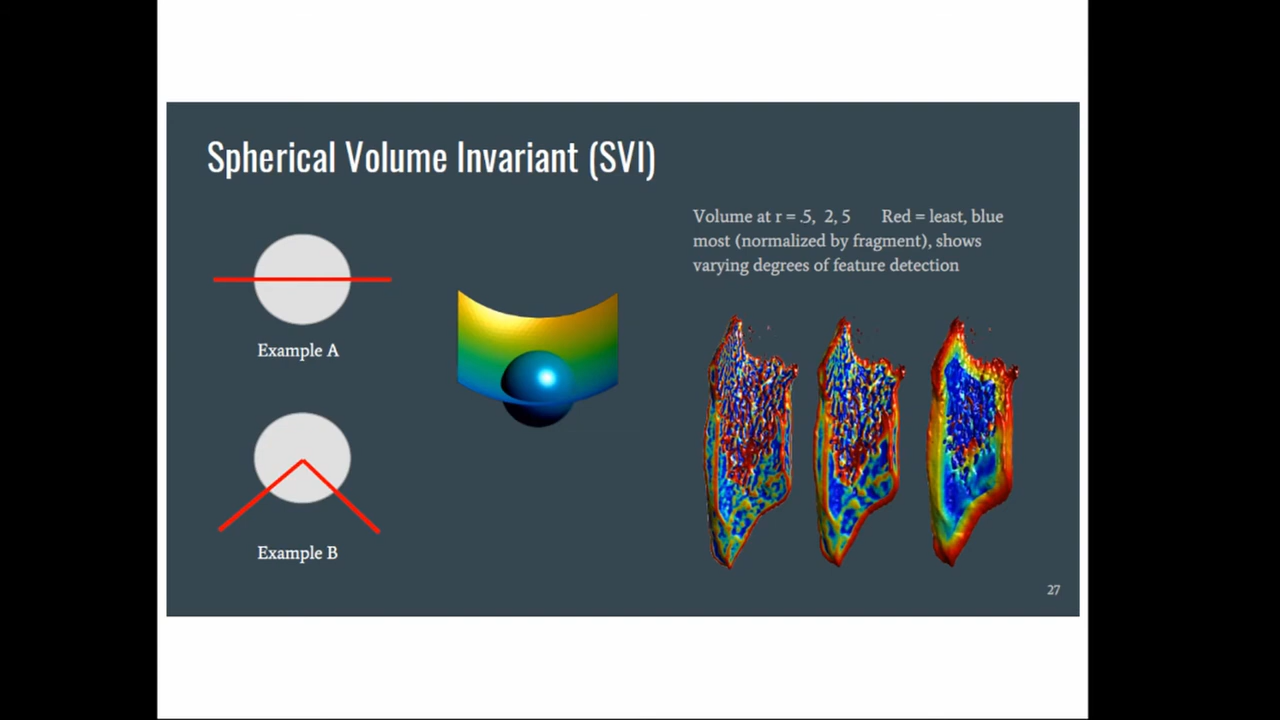 Spherical Volume Invariant (SVI)
Volume at r = .5, 2, 5 Red = least, blue
most (normalized by fragment), shows
varying degrees of feature detection
Example A
Example B
27